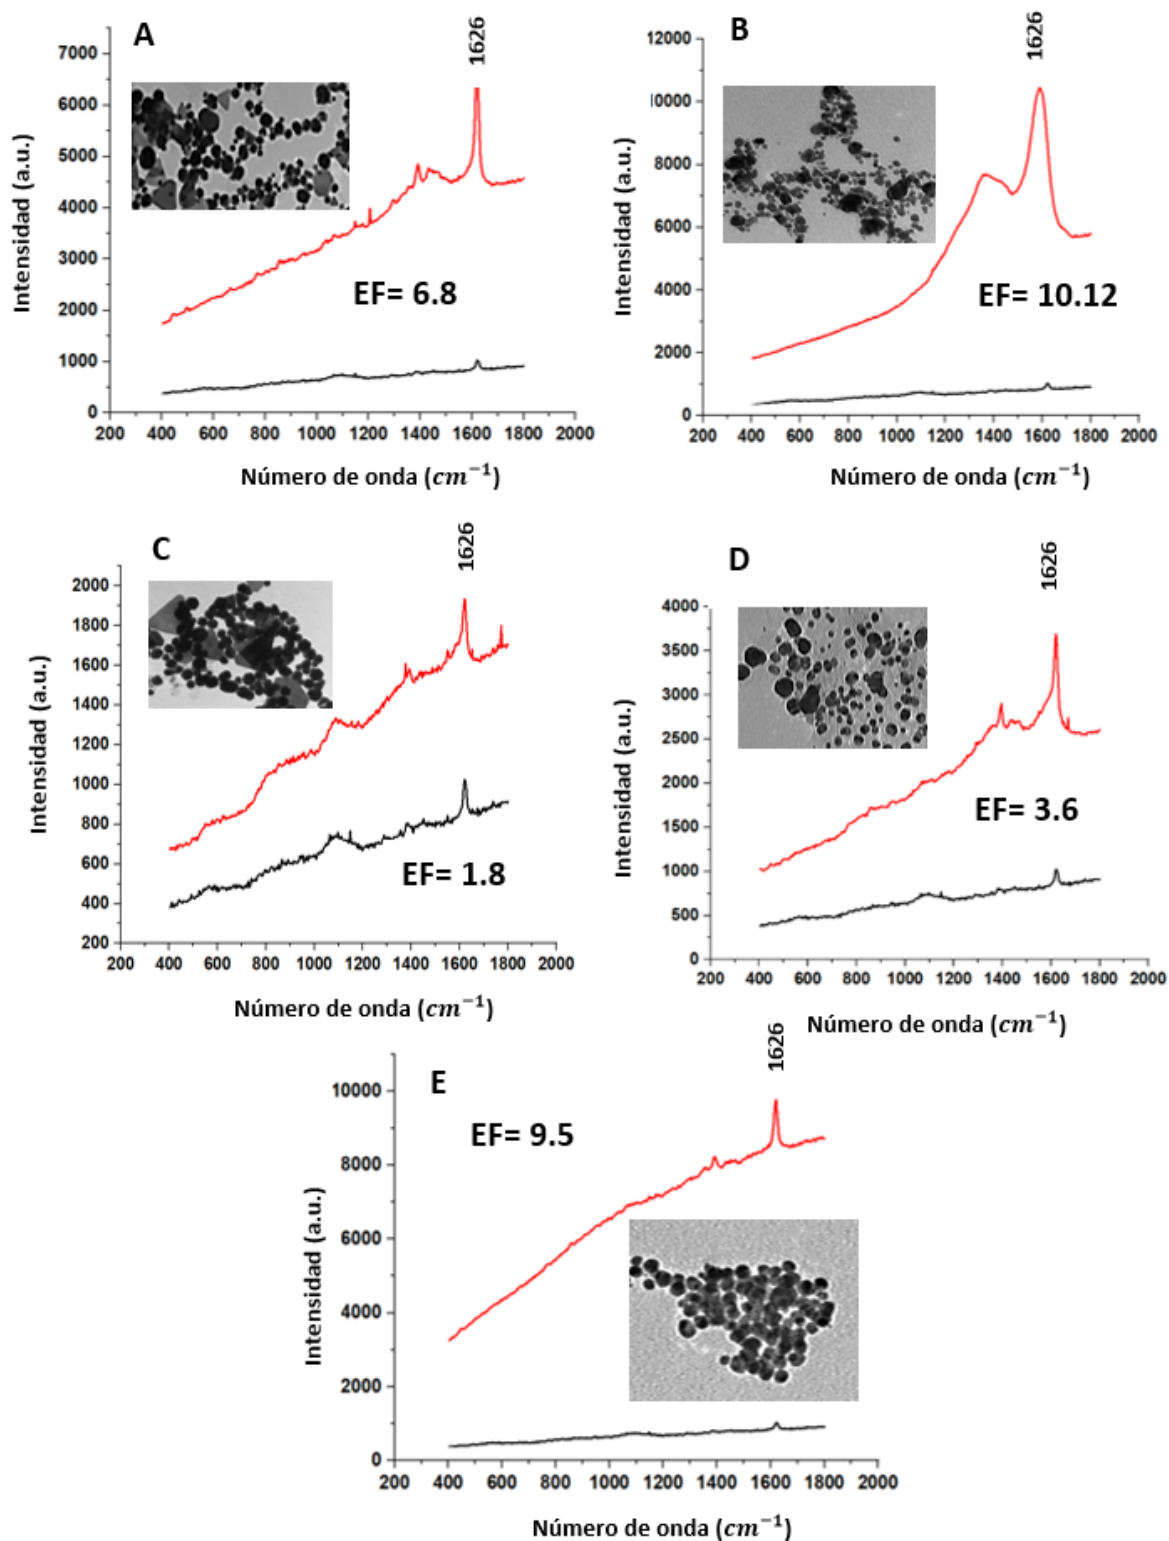 A
1626
7000
6000
5000
4000
3000
2000
1000
0
Intensidad (a.u.)
EF= 6.8
200 400 600 800 1000 1200 1400 1600 1800 2000
Número de onda (cm⁻¹)
B
1626
12000
10000
8000
6000
4000
2000
0
Intensidad (a.u.)
EF= 10.12
200 400 600 800 1000 1200 1400 1600 1800 2000
Número de onda (cm⁻¹)
C
1626
2000
1800
1600
1400
1200
1000
800
600
400
200
Intensidad (a.u.)
EF= 1.8
200 400 600 800 1000 1200 1400 1600 1800 2000
Número de onda (cm⁻¹)
D
1626
4000
3500
3000
2500
2000
1500
1000
500
0
Intensidad (a.u.)
EF= 3.6
200 400 600 800 1000 1200 1400 1600 1800 2000
Número de onda (cm⁻¹)
E
1626
10000
8000
6000
4000
2000
0
Intensidad (a.u.)
EF= 9.5
200 400 600 800 1000 1200 1400 1600 1800 2000
Número de onda (cm⁻¹)